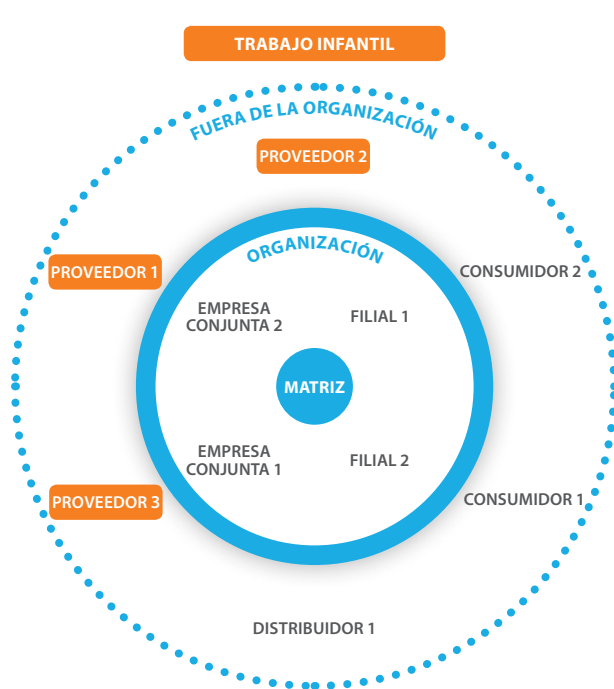 TRABAJO INFANTIL
FUERA DE LA ORGANIZACIÓN
PROVEEDOR 2
ORGANIZACIÓN
PROVEEDOR 1
CONSUMIDOR 2
EMPRESA
CONJUNTA 2
FILIAL 1
MATRIZ
EMPRESA
CONJUNTA 1
FILIAL 2
PROVEEDOR 3
CONSUMIDOR 1
DISTRIBUIDOR 1